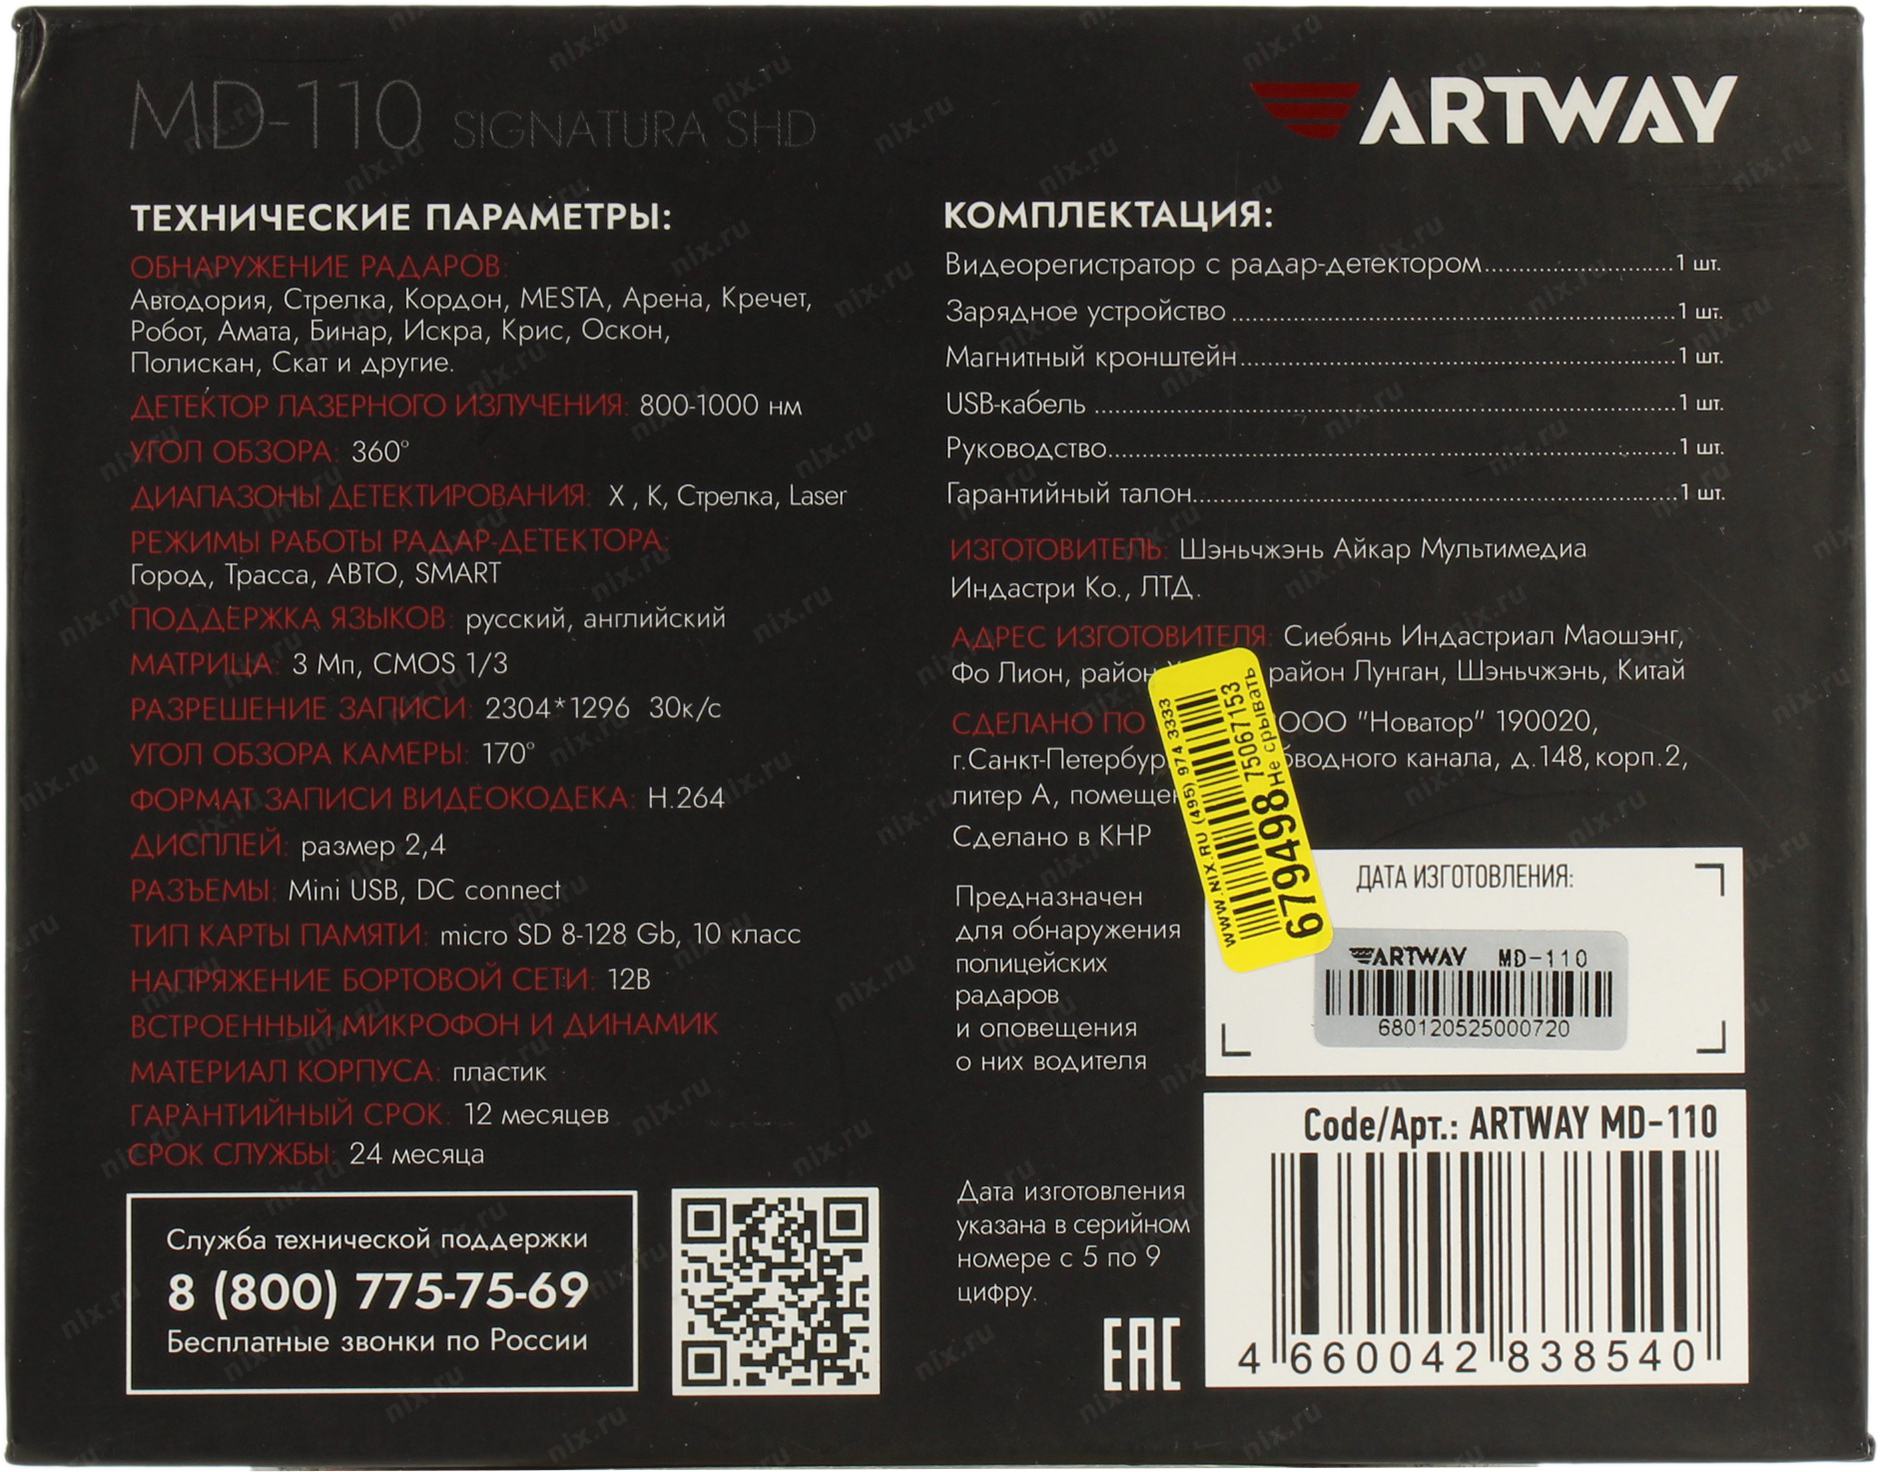 MD-110 SIGNATURA SHD
ARTWAY
ТЕХНИЧЕСКИЕ ПАРАМЕТРЫ:
ОБНАРУЖЕНИЕ РАДАРОВ:
Автодория, Стрелка, Кордон, MESTA, Арена, Кречет,
Робот, Амата, Бинар, Искра, Крис, Оскон,
Полискан, Скат и другие.
ДЕТЕКТОР ЛАЗЕРНОГО ИЗЛУЧЕНИЯ: 800-1000 нм
УГОЛ ОБЗОРА: 360°
ДИАПАЗОНЫ ДЕТЕКТИРОВАНИЯ: X , K, Стрелка, Laser
РЕЖИМЫ РАБОТЫ РАДАР-ДЕТЕКТОРА:
Город, Трасса, АВТО, SMART
ПОДДЕРЖКА ЯЗЫКОВ: русский, английский
МАТРИЦА: 3 Мп, CMOS 1/3
РАЗРЕШЕНИЕ ЗАПИСИ: 2304*1296 30к/с
УГОЛ ОБЗОРА КАМЕРЫ: 170°
ФОРМАТ ЗАПИСИ ВИДЕОКОДЕКА: H.264
ДИСПЛЕЙ: размер 2,4
РАЗЪЕМЫ: Mini USB, DC connect
ТИП КАРТЫ ПАМЯТИ: micro SD 8-128 Gb, 10 класс
НАПРЯЖЕНИЕ БОРТОВОЙ СЕТИ: 12В
ВСТРОЕННЫЙ МИКРОФОН И ДИНАМИК
МАТЕРИАЛ КОРПУСА: пластик
ГАРАНТИЙНЫЙ СРОК: 12 месяцев
СРОК СЛУЖБЫ: 24 месяца
Служба технической поддержки
8 (800) 775-75-69
Бесплатные звонки по России
КОМПЛЕКТАЦИЯ:
Видеорегистратор с радар-детектором..........................1 шт.
Зарядное устройство ..........................1 шт.
Магнитный кронштейн..........................1 шт.
USB-кабель ..........................1 шт.
Руководство..........................1 шт.
Гарантийный талон..........................1 шт.
ИЗГОТОВИТЕЛЬ: Шэньчжэнь Айкар Мультимедиа
Индастри Ко., ЛТД.
АДРЕС ИЗГОТОВИТЕЛЯ: Сиебянь Индастриал Маошэнг,
Фо Лион, район район Лунган, Шэньчжэнь, Китай
СДЕЛАНО ПО ООО "Новатор" 190020,
г.Санкт-Петербур канала, д.148, корп.2,
литер А,
Сделано в КНР
WWW.NIX.RU (495) 974 3333
679498
75067153
Не срывать
Предназначен
для обнаружения
полицейских
радаров
и оповещения
о них водителя
ДАТА ИЗГОТОВЛЕНИЯ:
ARTWAY MD-110
680120525000720
Дата изготовления
указана в серийном
номере с 5 по 9
цифру.
EAC
Code/Арт.: ARTWAY MD-110
4 660042 838540
nix.ru